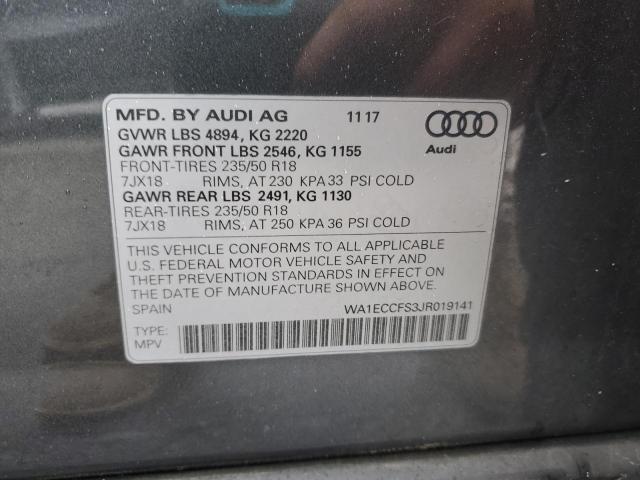 MFD. BY AUDI AG 11 17
GVWR LBS 4894, KG 2220
GAWR FRONT LBS 2546, KG 1155
Audi
FRONT-TIRES 235/50 R18
7JX18 RIMS, AT 230 KPA 33 PSI COLD
GAWR REAR LBS 2491, KG 1130
REAR-TIRES 235/50 R18
7JX18 RIMS, AT 250 KPA 36 PSI COLD
THIS VEHICLE CONFORMS TO ALL APPLICABLE
U.S. FEDERAL MOTOR VEHICLE SAFETY AND
THEFT PREVENTION STANDARDS IN EFFECT ON
THE DATE OF MANUFACTURE SHOWN ABOVE.
SPAIN WA1ECCFS3JR019141
TYPE:
MPV